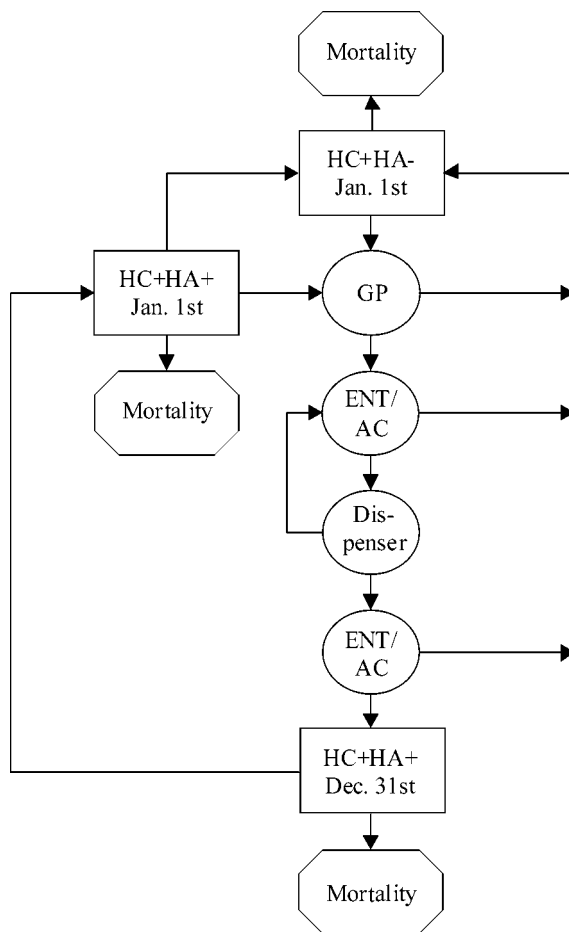 Mortality
HC+HA-
Jan. 1st
HC+HA+
Jan. 1st
GP
Mortality
ENT/
AC
Dis-
penser
ENT/
AC
HC+HA+
Dec. 31st
Mortality